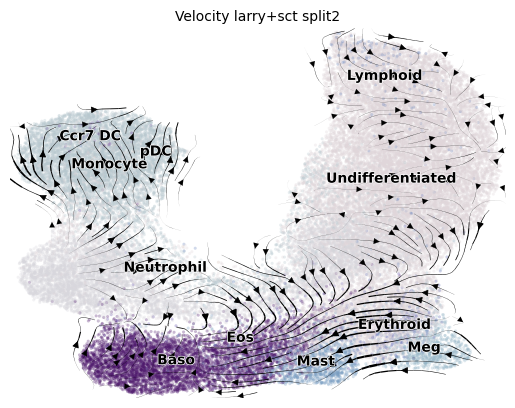 Velocity larry+sct split2
Lymphoid
Ccr7 DC
pDC
Monocyte
Undifferentiated
Neutrophil
Erythroid
Eos
Meg
Baso
Mast